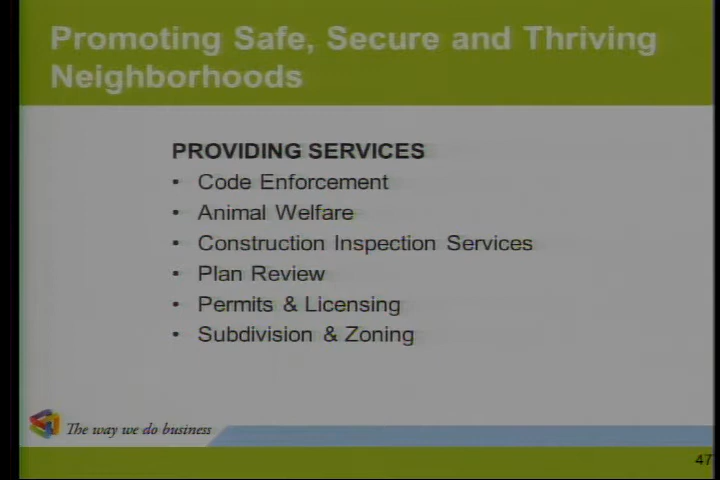 Promoting Safe, Secure and Thriving
Neighborhoods
PROVIDING SERVICES
• Code Enforcement
• Animal Welfare
• Construction Inspection Services
• Plan Review
• Permits & Licensing
• Subdivision & Zoning
The way we do business
47